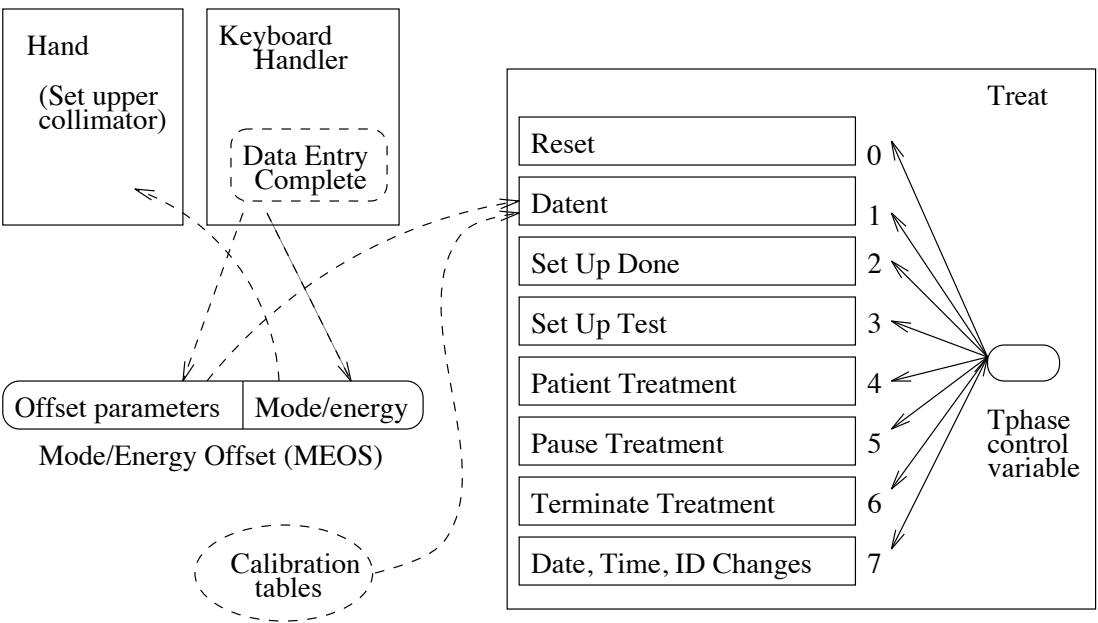 Hand
(Set upper
collimator)
Keyboard
Handler
Data Entry
Complete
Offset parameters
Mode/energy
Mode/Energy Offset (MEOS)
Calibration
tables
Treat
Reset
0
Datent
1
Set Up Done
2
Set Up Test
3
Patient Treatment
4
Pause Treatment
5
Terminate Treatment
6
Date, Time, ID Changes
7
Tphase
control
variable